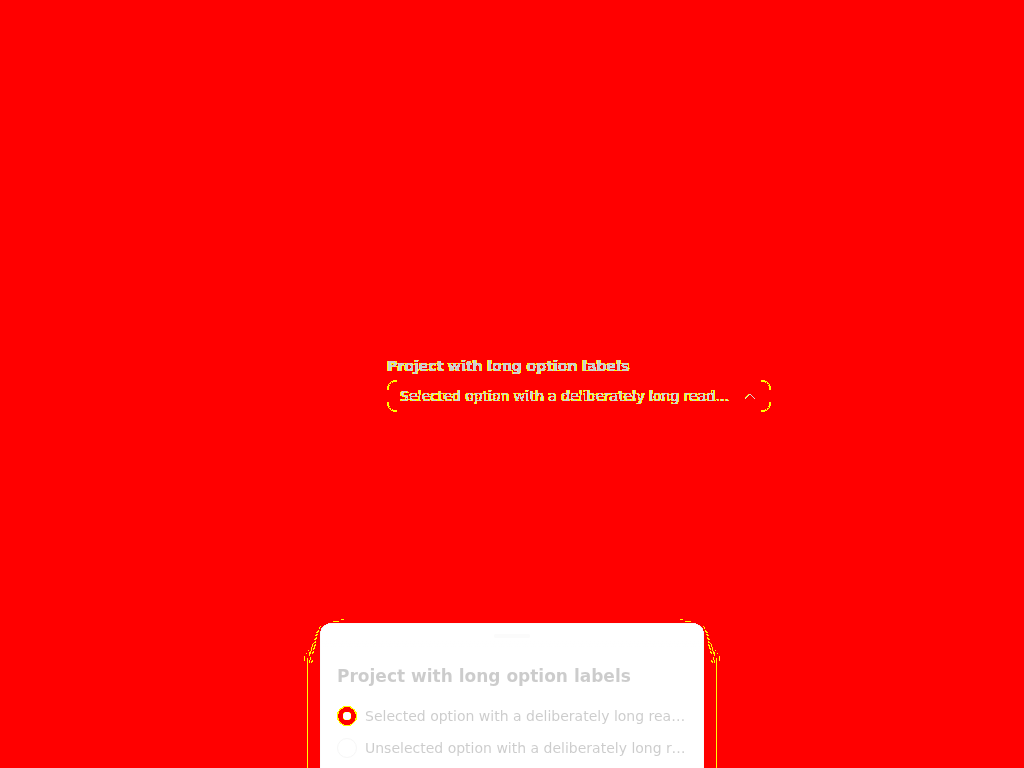 Project with long option labels
Selected option with a deliberately long read...
Project with long option labels
Selected option with a deliberately long rea...
Unselected option with a deliberately long r...